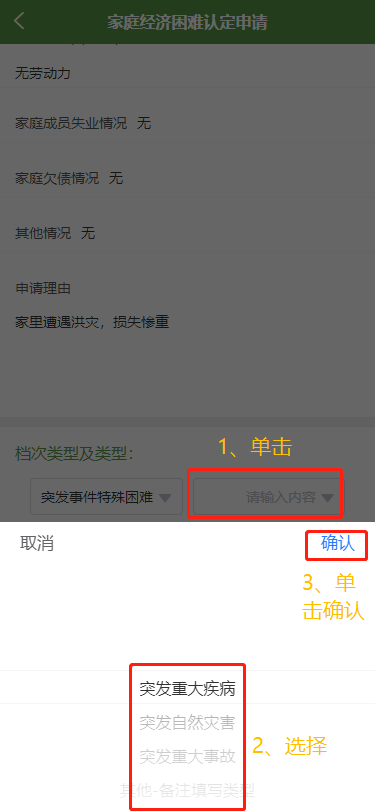 家庭经济困难认定申请
无劳动力
家庭成员失业情况 无
家庭欠债情况 无
其他情况 无
申请理由
家里遭遇洪灾，损失惨重
档次类型及类型：
1、单击
突发事件特殊困难
请输入内容
取消
确认
3、单
击确认
突发重大疾病
突发自然灾害
突发重大事故
2、选择
其他-备注填写类型